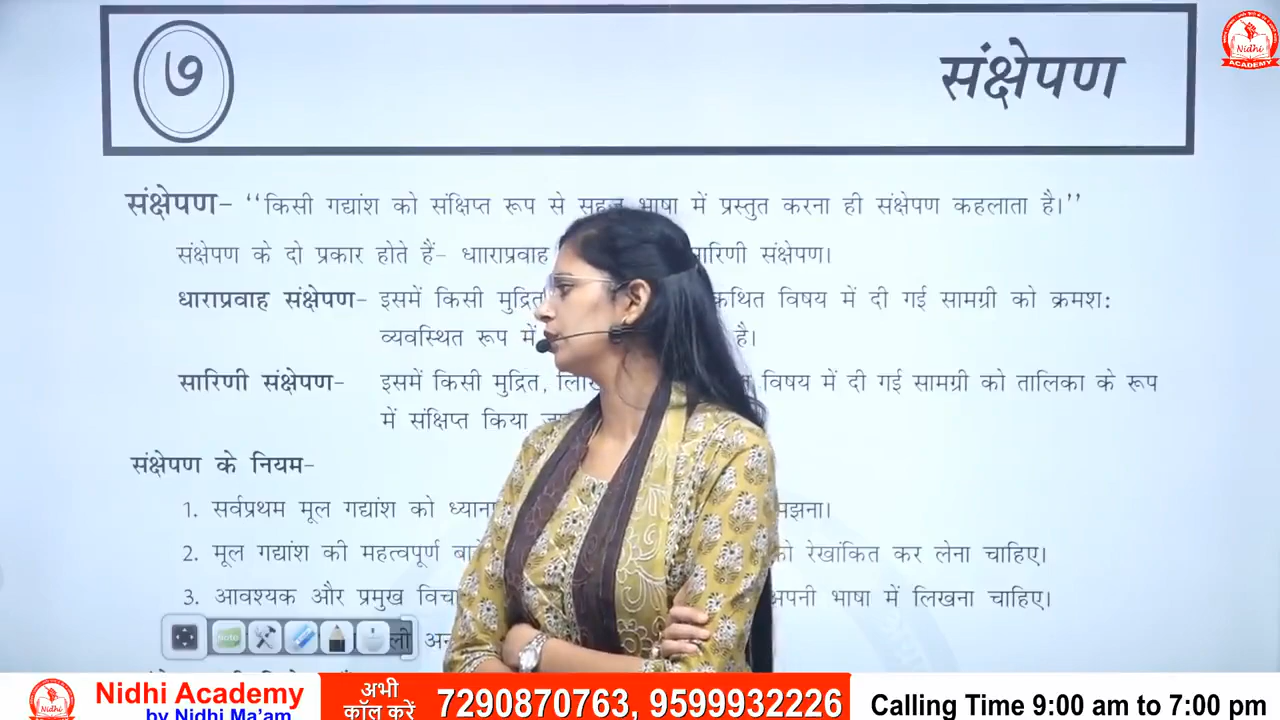 ७
संक्षेपण
Nidhi
ACADEMY
संक्षेपण– ‘‘किसी गद्यांश को संक्षिप्त रूप से सहज भाषा में प्रस्तुत करना ही संक्षेपण कहलाता है।’’
संक्षेपण के दो प्रकार होते हैं– धााराप्रवाह सारिणी संक्षेपण।
धाराप्रवाह संक्षेपण– इसमें किसी मुद्रित कथित विषय में दी गई सामग्री को क्रमश:
व्यवस्थित रूप में है।
सारिणी संक्षेपण– इसमें किसी मुद्रित, विषय में दी गई सामग्री को तालिका के रूप
में संक्षिप्त किया
संक्षेपण के नियम–
1. सर्वप्रथम मूल गद्यांश को
2. मूल गद्यांश की महत्वपूर्ण को रेखांकित कर लेना चाहिए।
3. आवश्यक और प्रमुख अपनी भाषा में लिखना चाहिए।
note
Nidhi Academy
by Nidhi Ma'am
अभी
कॉल करें
7290870763, 9599932226
Calling Time 9:00 am to 7:00 pm